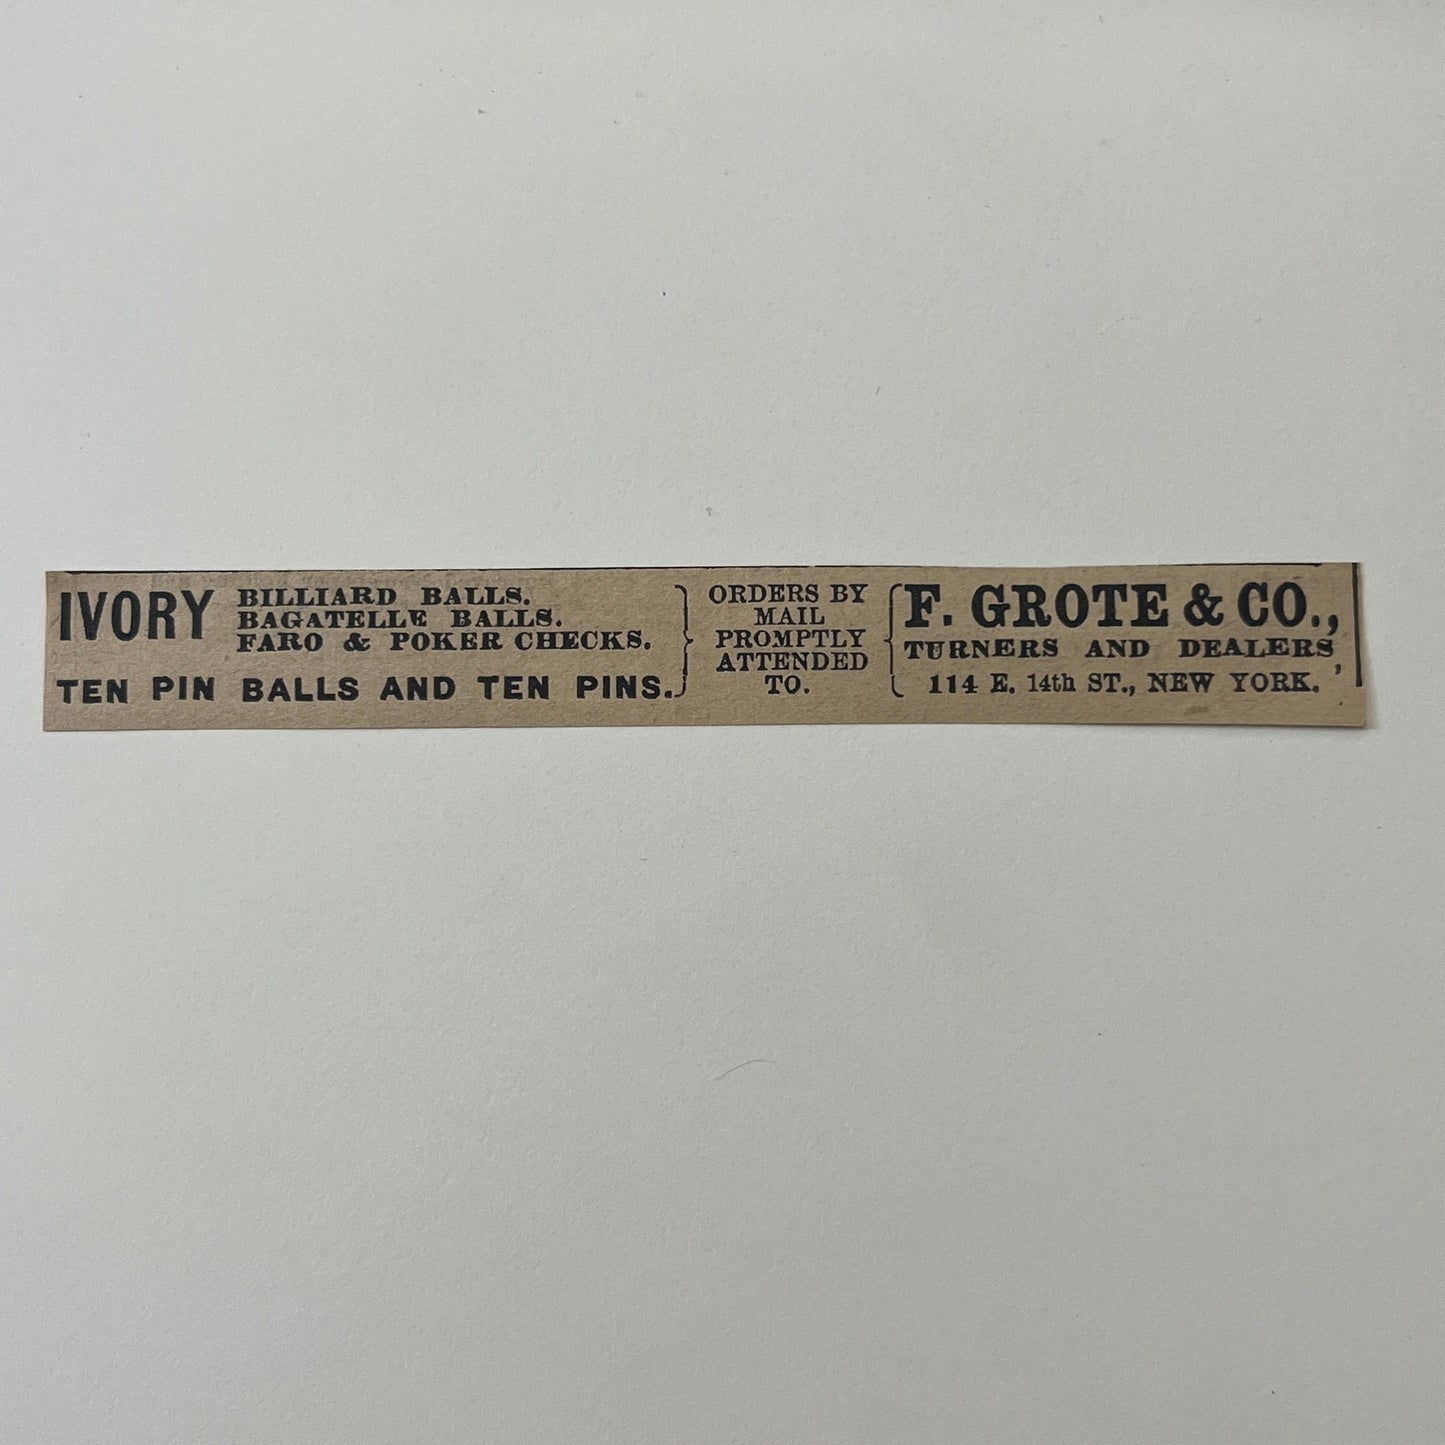 IVORY
BILLIARD BALLS.
BAGATELLE BALLS.
FARO & POKER CHECKS.
TEN PIN BALLS AND TEN PINS.
ORDERS BY
MAIL
PROMPTLY
ATTENDED
TO.
F. GROTE & CO.,
TURNERS AND DEALERS,
114 E. 14th ST., NEW YORK.